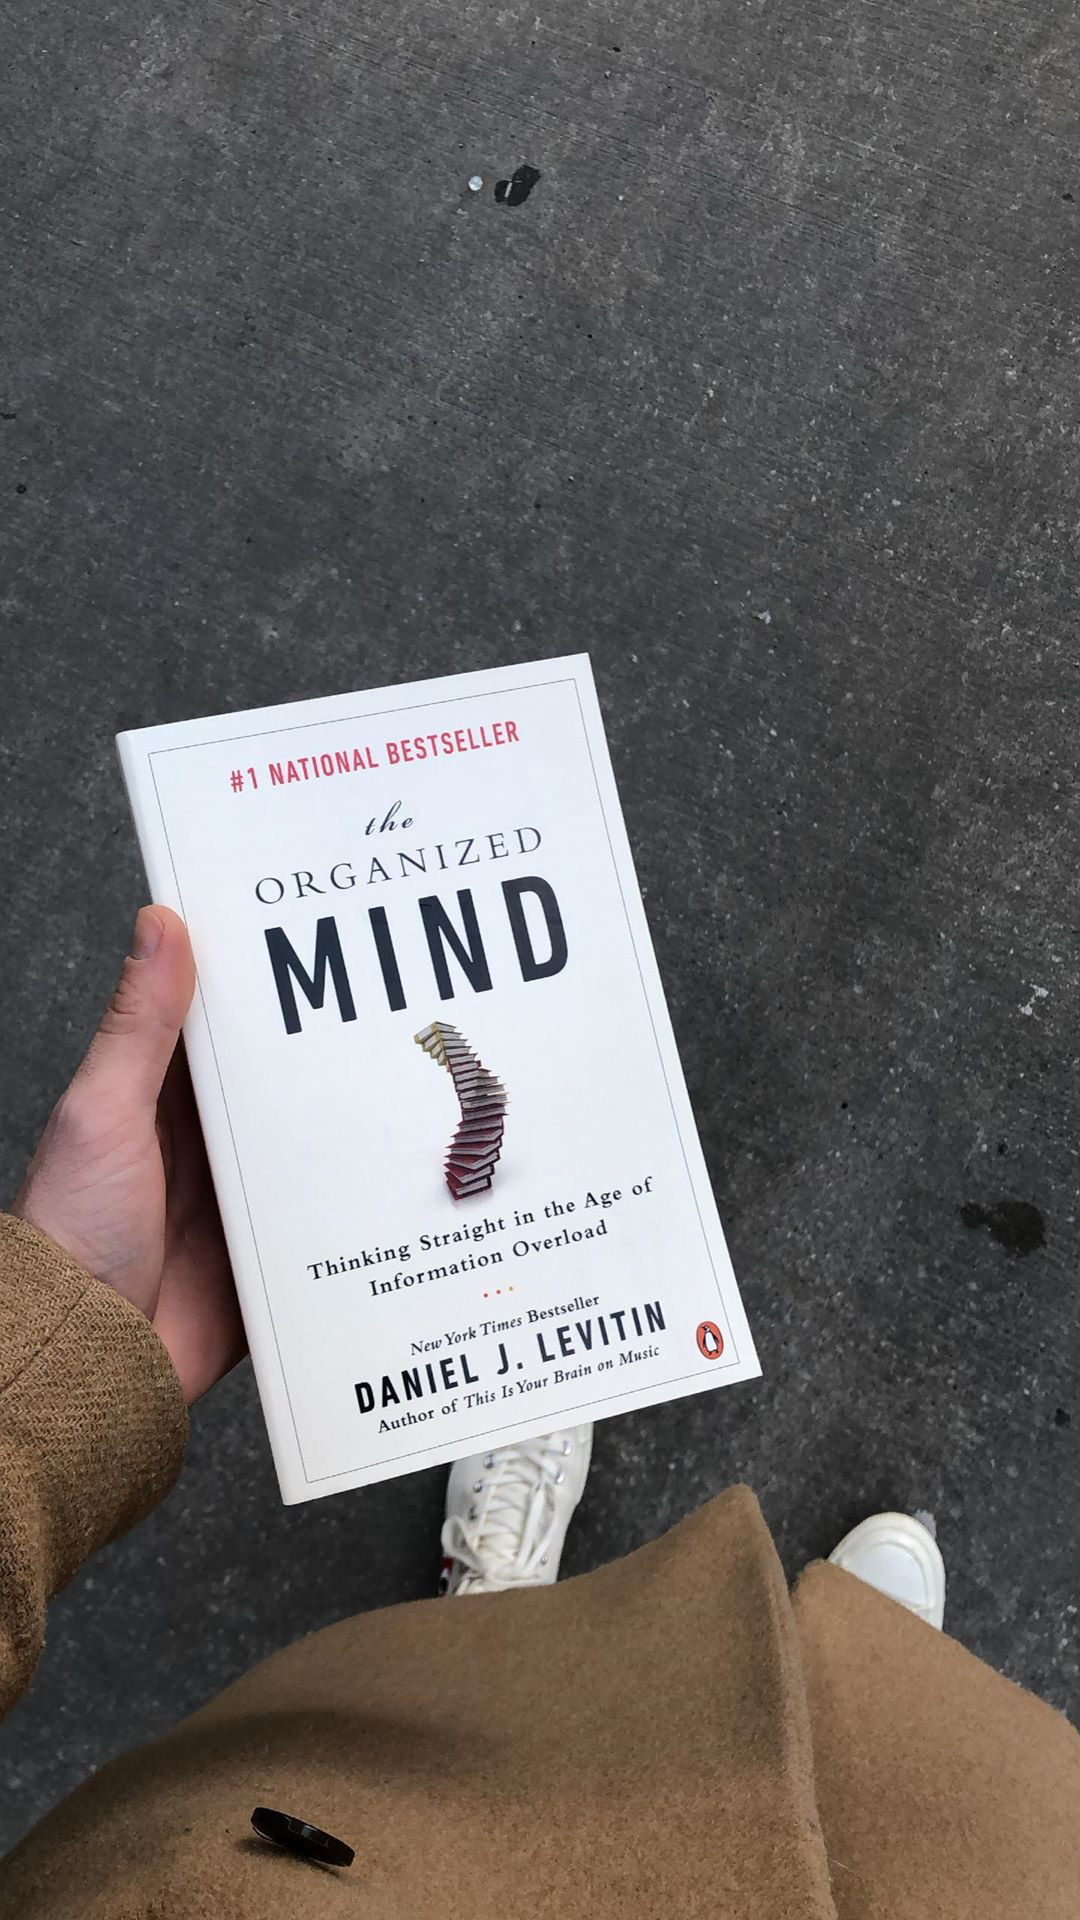 #1 NATIONAL BESTSELLER
the
ORGANIZED
MIND
Thinking Straight in the Age of
Information Overload
New York Times Bestseller
DANIEL J. LEVITIN
Author of This Is Your Brain on Music